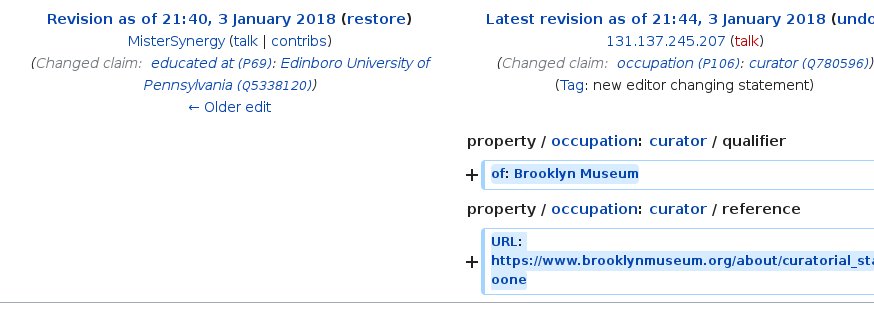 Revision as of 21:40, 3 January 2018 (restore)
MisterSynergy (talk | contribs)
(Changed claim: educated at (P69): Edinboro University of
Pennsylvania (Q5338120))
← Older edit
Latest revision as of 21:44, 3 January 2018 (undo
131.137.245.207 (talk)
(Changed claim: occupation (P106): curator (Q780596))
(Tag: new editor changing statement)
property / occupation: curator / qualifier
+ of: Brooklyn Museum
property / occupation: curator / reference
URL:
+ https://www.brooklynmuseum.org/about/curatorial_sta
oone